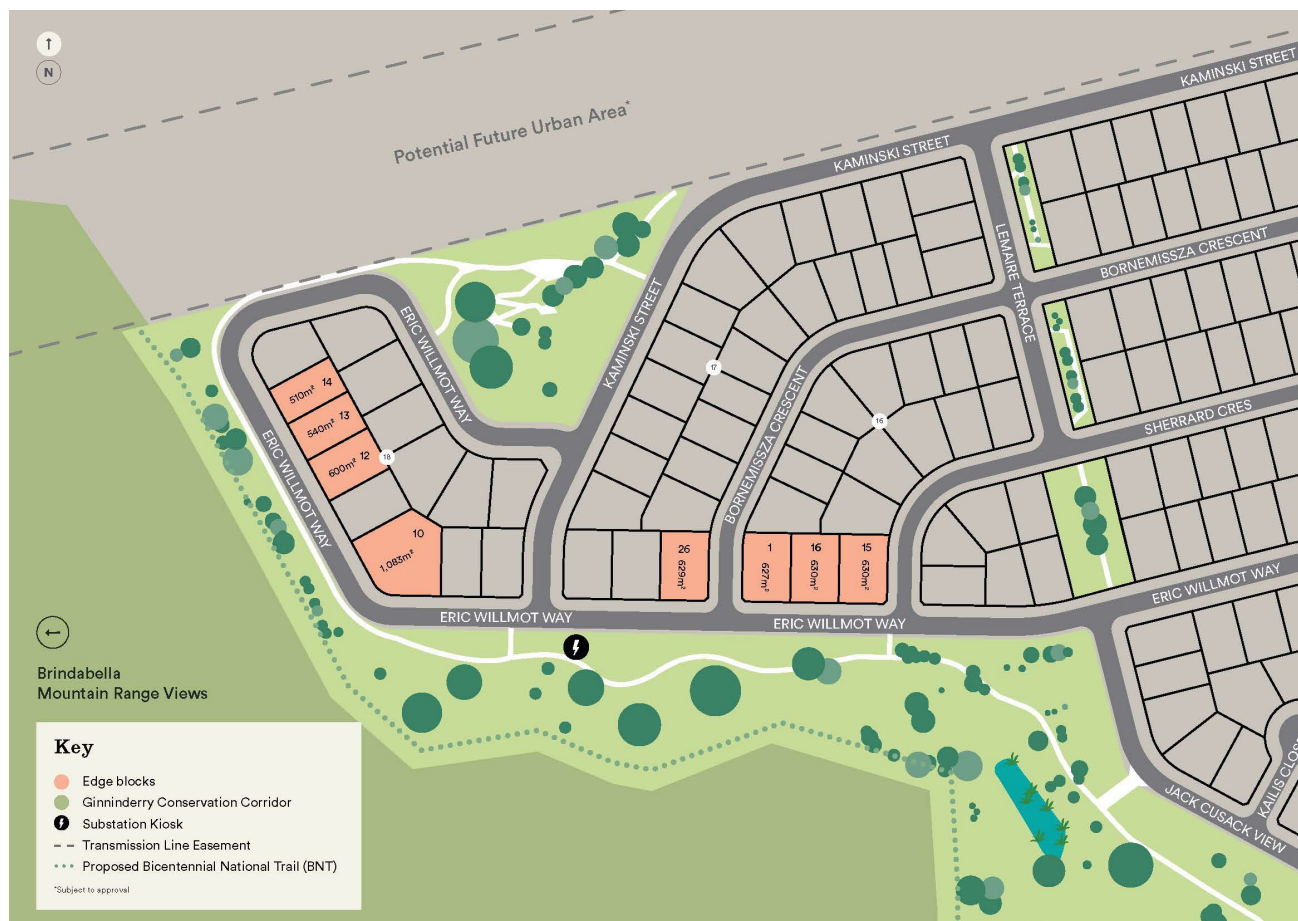 ↑
N
Potential Future Urban Area*
KAMINSKI STREET
KAMINSKI STREET
KAMINSKI STREET
LEMAIRE TERRACE
BORNEMISSZA CRESCENT
BORNEMISSZA CRESCENT
SHERRARD CRES
ERIC WILLMOT WAY
ERIC WILLMOT WAY
ERIC WILLMOT WAY
ERIC WILLMOT WAY
ERIC WILLMOT WAY
JACK CUSACK VIEW
KAILIS CLOSE
510m² 14
540m² 13
600m² 12
18
10
1,083m²
17
16
26
629m²
1
627m²
16
630m²
15
630m²
←
Brindabella
Mountain Range Views
Key
Edge blocks
Ginninderry Conservation Corridor
Substation Kiosk
Transmission Line Easement
Proposed Bicentennial National Trail (BNT)
*Subject to approval